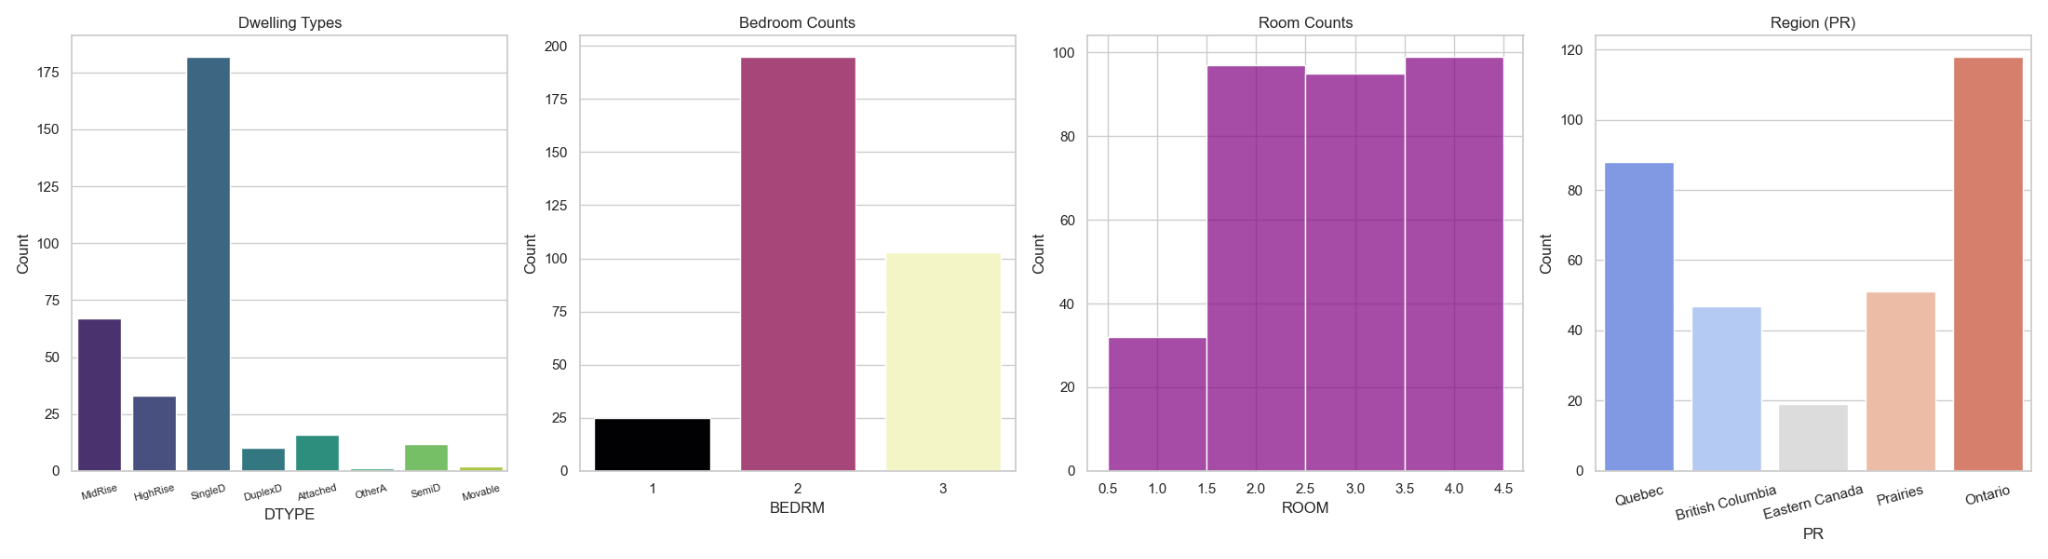 Dwelling Types
175
150
125
100
75
50
25
0
Count
MidRise HighRise SingleD DuplexD Attached OtherA SemiD Movable
DTYPE
Bedroom Counts
200
175
150
125
100
75
50
25
0
Count
1 2 3
BEDRM
Room Counts
100
80
60
40
20
0
Count
0.5 1.0 1.5 2.0 2.5 3.0 3.5 4.0 4.5
ROOM
Region (PR)
120
100
80
60
40
20
0
Count
Quebec British Columbia Eastern Canada Prairies Ontario
PR